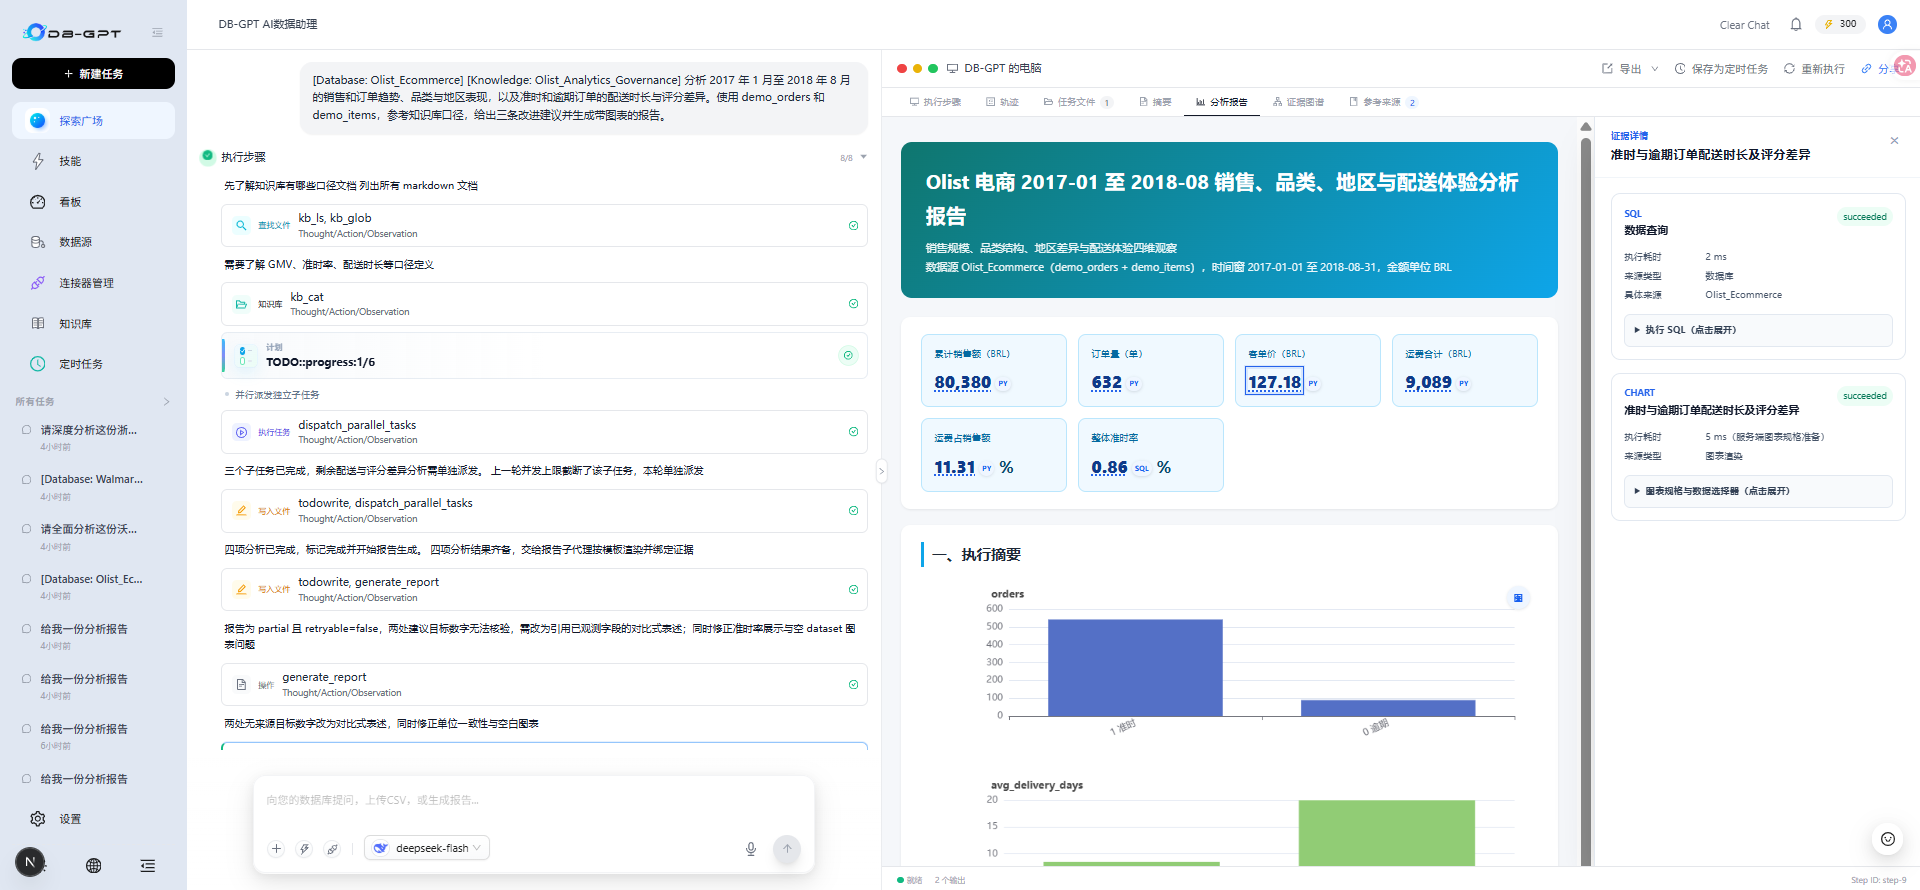 DB-GPT
+ 新建任务
探索广场
技能
看板
数据源
连接器管理
知识库
定时任务
所有任务
请深度分析这份浙...
4小时前
[Database: Walmar...
4小时前
请全面分析这份沃...
4小时前
[Database: Olist_Ec...
4小时前
给我一份分析报告
4小时前
给我一份分析报告
4小时前
给我一份分析报告
6小时前
给我一份分析报告
设置
N
DB-GPT AI数据助理
Clear Chat
300
[Database: Olist_Ecommerce] [Knowledge: Olist_Analytics_Governance] 分析 2017 年 1 月至 2018 年 8 月
的销售和订单趋势、品类与地区表现，以及准时和逾期订单的配送时长与评分差异。使用 demo_orders 和
demo_items，参考知识库口径，给出三条改进建议并生成带图表的报告。
执行步骤
8/8
先了解知识库有哪些口径文档 列出所有 markdown 文档
查找文件
kb_ls, kb_glob
Thought/Action/Observation
需要了解 GMV、准时率、配送时长等口径定义
知识库
kb_cat
Thought/Action/Observation
计划
TODO::progress:1/6
并行派发独立子任务
执行任务
dispatch_parallel_tasks
Thought/Action/Observation
三个子任务已完成，剩余配送与评分差异分析需单独派发。 上一轮并发上限截断了该子任务，本轮单独派发
写入文件
todowrite, dispatch_parallel_tasks
Thought/Action/Observation
四项分析已完成，标记完成并开始报告生成。 四项分析结果齐备，交给报告子代理按模板渲染并绑定证据
写入文件
todowrite, generate_report
Thought/Action/Observation
报告为 partial 且 retryable=false，两处建议目标数字无法核验，需改为引用已观测字段的对比式表述；同时修正准时率展示与空 dataset 图
表问题
操作
generate_report
Thought/Action/Observation
两处无来源目标数字改为对比式表述，同时修正单位一致性与空白图表
向您的数据库提问，上传CSV，或生成报告...
deepseek-flash
DB-GPT 的电脑
导出
保存为定时任务
重新执行
分
执行步骤
轨迹
任务文件 1
摘要
分析报告
证据图谱
参考来源 2
Olist 电商 2017-01 至 2018-08 销售、品类、地区与配送体验分析
报告
销售规模、品类结构、地区差异与配送体验四维观察
数据源 Olist_Ecommerce（demo_orders + demo_items），时间窗 2017-01-01 至 2018-08-31，金额单位 BRL
累计销售额（BRL）
80,380 PY
订单量（单）
632 PY
客单价（BRL）
127.18 PY
运费合计（BRL）
9,089 PY
运费占销售额
11.31 PY %
整体准时率
0.86 SQL %
一、执行摘要
orders
600
500
400
300
200
100
0
1 准时
0 逾期
avg_delivery_days
20
15
10
就绪
2 个输出
Step ID: step-9
证据详情
准时与逾期订单配送时长及评分差异
SQL
succeeded
数据查询
执行耗时 2 ms
来源类型 数据库
具体来源 Olist_Ecommerce
执行 SQL（点击展开）
CHART
succeeded
准时与逾期订单配送时长及评分差异
执行耗时 5 ms（服务端图表规格准备）
来源类型 图表渲染
图表规格与数据选择器（点击展开）